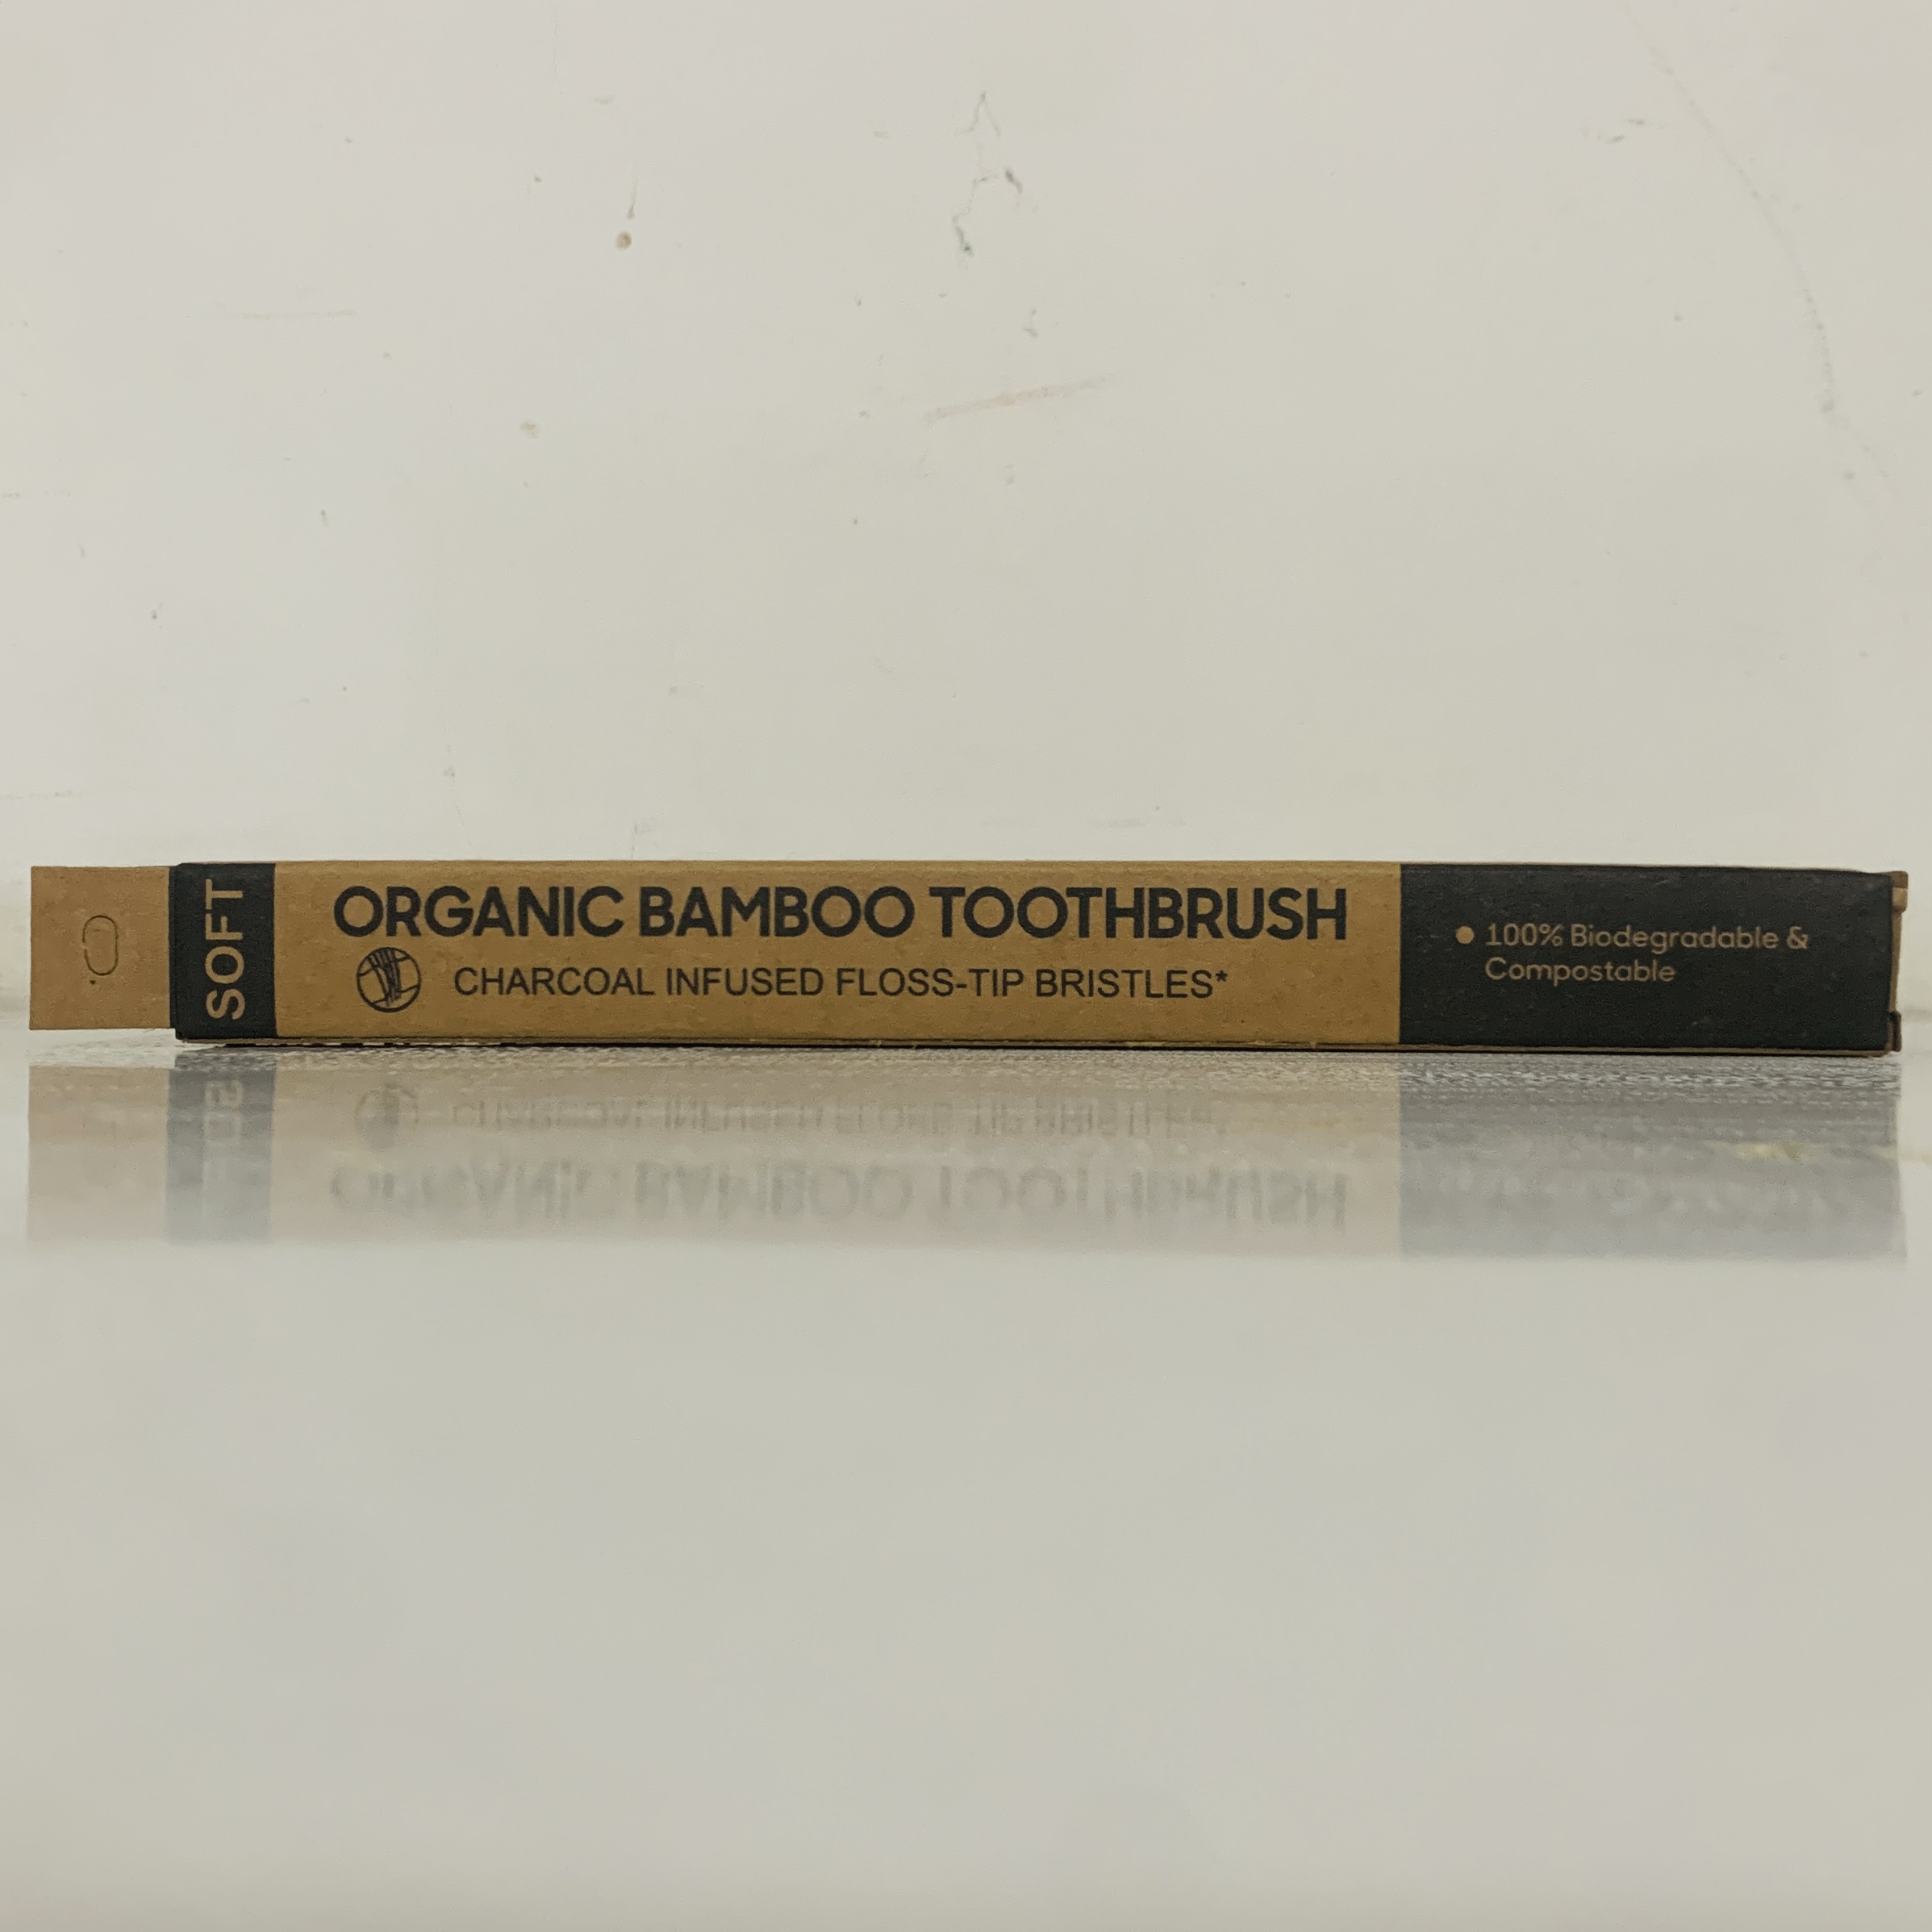 SOFT
ORGANIC BAMBOO TOOTHBRUSH
CHARCOAL INFUSED FLOSS-TIP BRISTLES*
100% Biodegradable &
Compostable